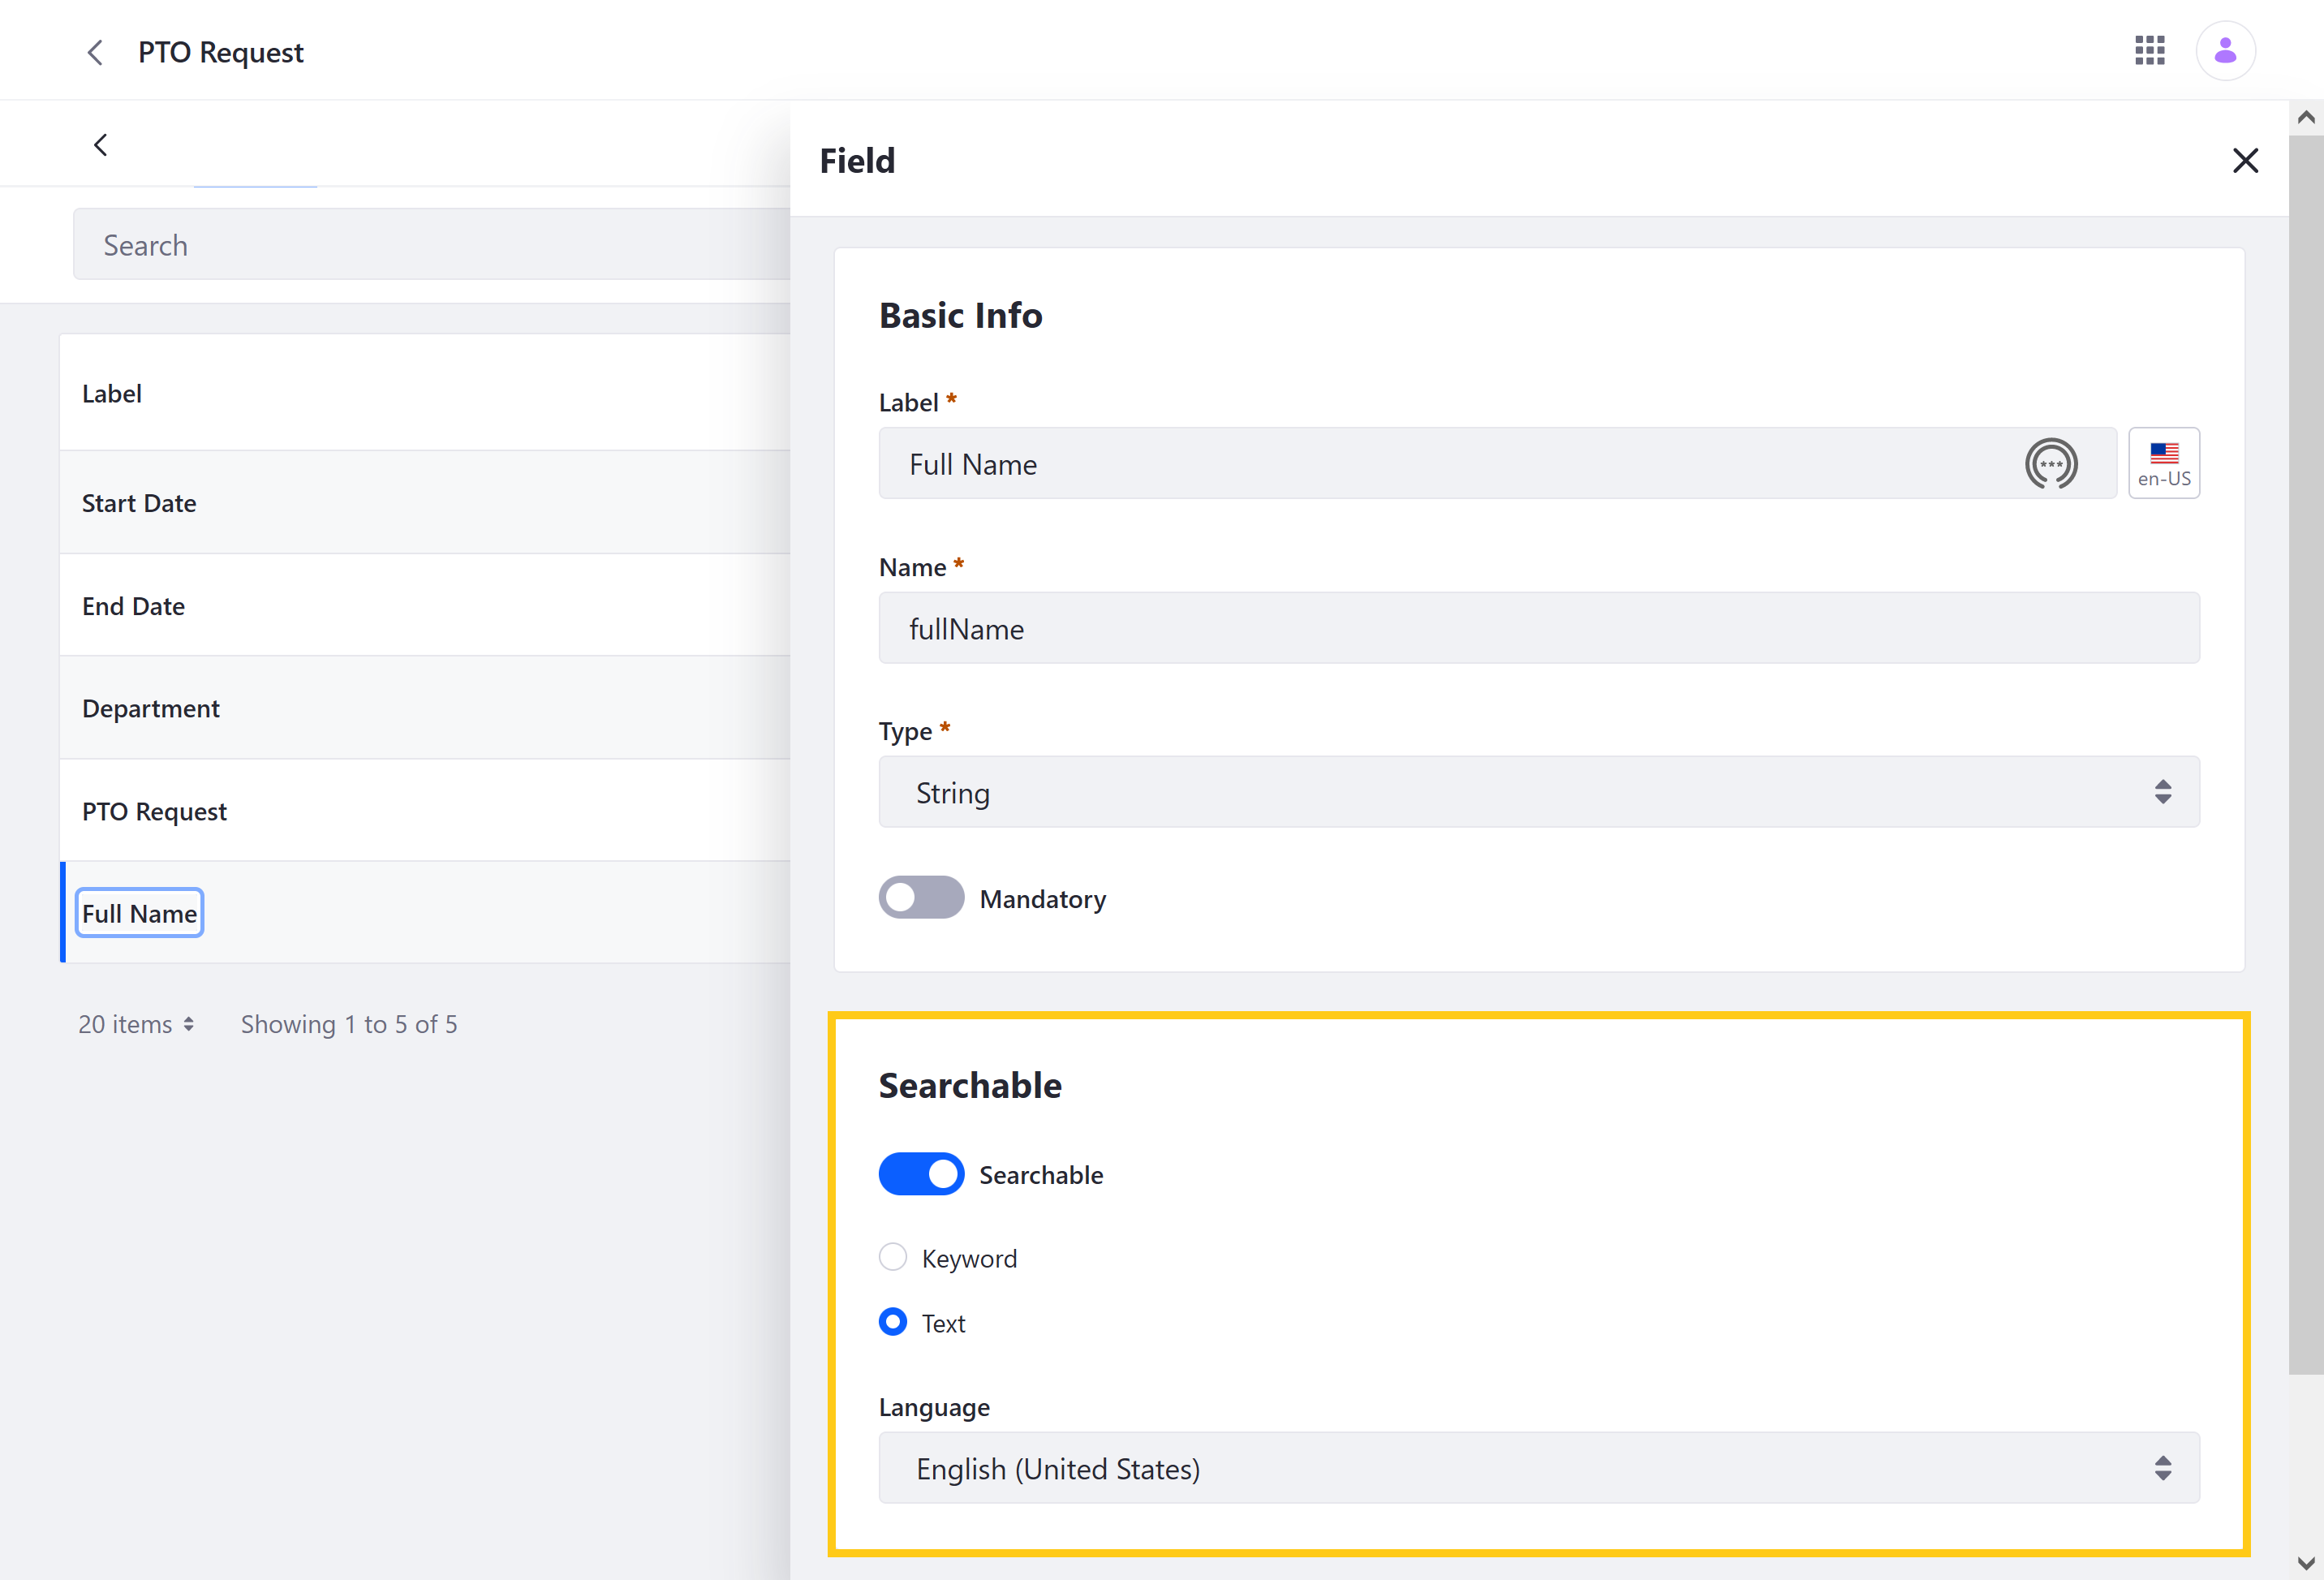 PTO Request
Search
Label
Start Date
End Date
Department
PTO Request
Full Name
20 items
Showing 1 to 5 of 5
Field
Basic Info
Label *
Full Name
en-US
Name *
fullName
Type *
String
Mandatory
Searchable
Searchable
Keyword
Text
Language
English (United States)